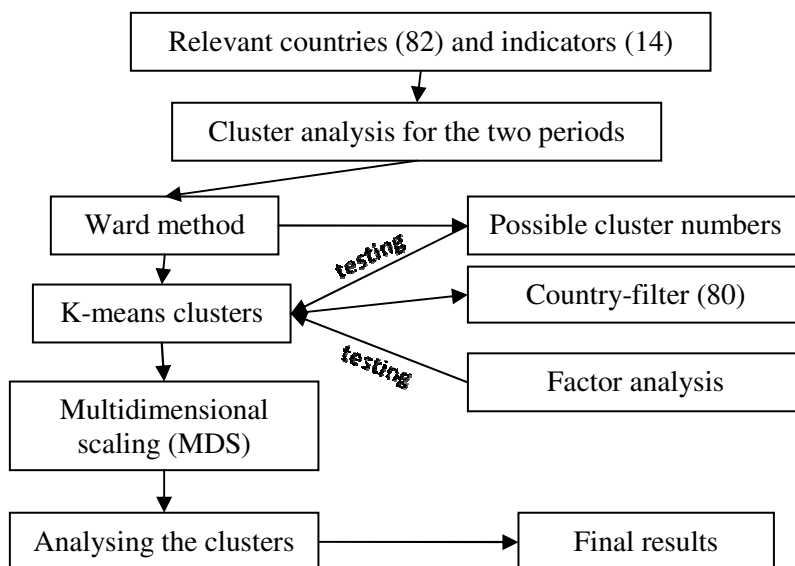 Relevant countries (82) and indicators (14)
Cluster analysis for the two periods
Ward method
Possible cluster numbers
testing
K-means clusters
Country-filter (80)
testing
Factor analysis
Multidimensional
scaling (MDS)
Analysing the clusters
Final results